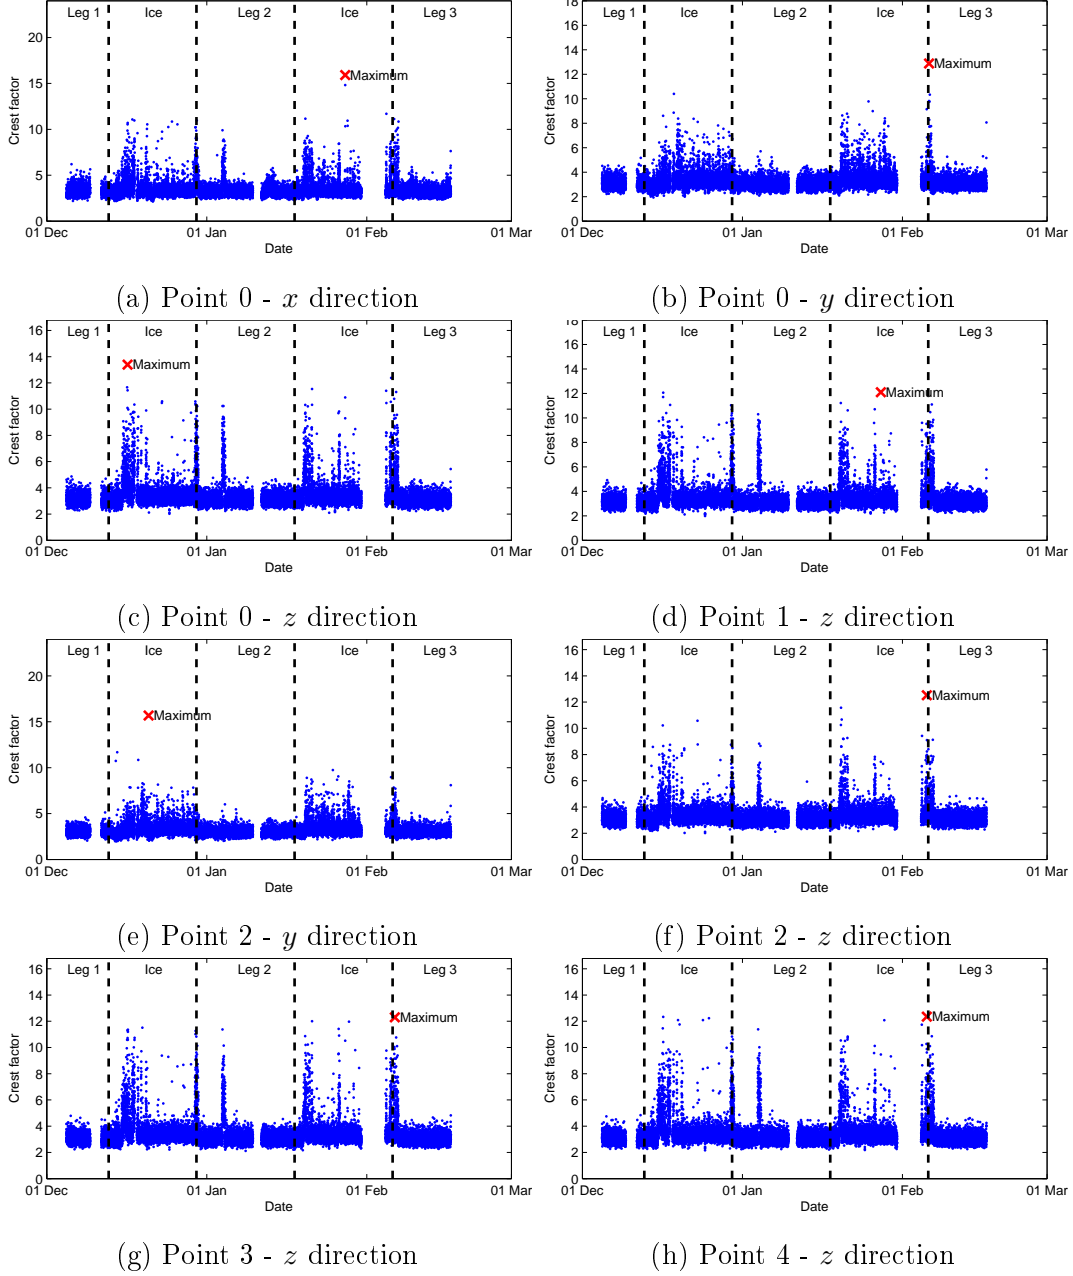 Leg 1 Ice Leg 2 Ice Leg 3
Crest factor
20
15
10
5
0
Maximum
01 Dec 01 Jan 01 Feb 01 Mar
Date
(a) Point 0 - x direction
Leg 1 Ice Leg 2 Ice Leg 3
Crest factor
18
16
14
12
10
8
6
4
2
0
Maximum
01 Dec 01 Jan 01 Feb 01 Mar
Date
(b) Point 0 - y direction
Leg 1 Ice Leg 2 Ice Leg 3
Crest factor
16
14
12
10
8
6
4
2
0
Maximum
01 Dec 01 Jan 01 Feb 01 Mar
Date
(c) Point 0 - z direction
Leg 1 Ice Leg 2 Ice Leg 3
Crest factor
18
16
14
12
10
8
6
4
2
0
Maximum
01 Dec 01 Jan 01 Feb 01 Mar
Date
(d) Point 1 - z direction
Leg 1 Ice Leg 2 Ice Leg 3
Crest factor
20
15
10
5
0
Maximum
01 Dec 01 Jan 01 Feb 01 Mar
Date
(e) Point 2 - y direction
Leg 1 Ice Leg 2 Ice Leg 3
Crest factor
16
14
12
10
8
6
4
2
0
Maximum
01 Dec 01 Jan 01 Feb 01 Mar
Date
(f) Point 2 - z direction
Leg 1 Ice Leg 2 Ice Leg 3
Crest factor
16
14
12
10
8
6
4
2
0
Maximum
01 Dec 01 Jan 01 Feb 01 Mar
Date
(g) Point 3 - z direction
Leg 1 Ice Leg 2 Ice Leg 3
Crest factor
16
14
12
10
8
6
4
2
0
Maximum
01 Dec 01 Jan 01 Feb 01 Mar
Date
(h) Point 4 - z direction